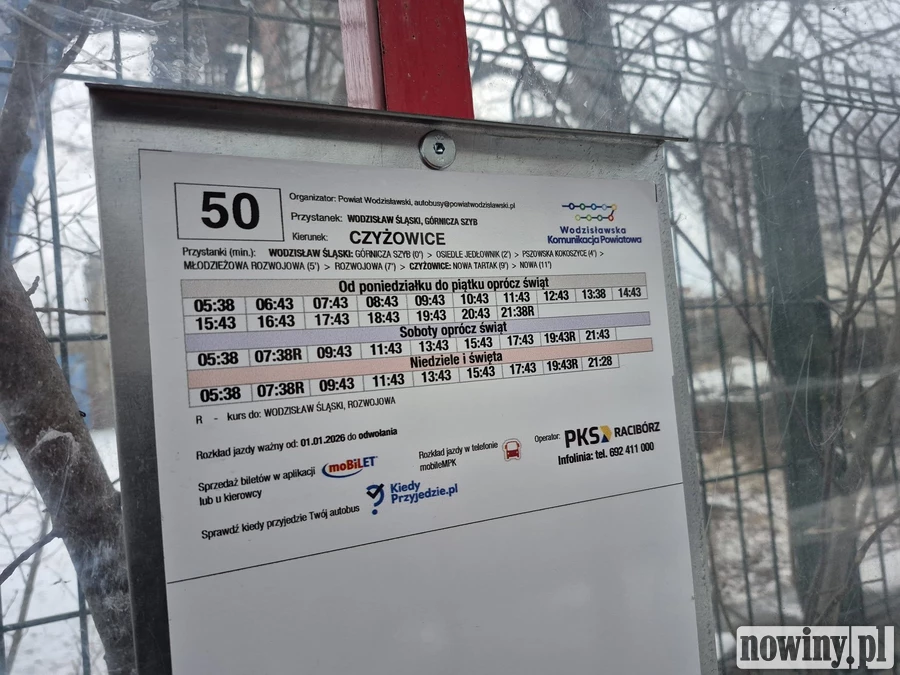 50
Organizator: Powiat Wodzisławski, autobusy@powiatwodzislawski.pl
Przystanek: WODZISŁAW ŚLĄSKI, GÓRNICZA SZYB
Kierunek: CZYŻOWICE
Wodzisławska
Komunikacja Powiatowa
Przystanki (min.): WODZISŁAW ŚLĄSKI: GÓRNICZA SZYB (0') > OSIEDLE JEDŁOWNIK (2') > PSZOWSKA KOKOSZYCE (4') >
MŁODZIEŻOWA ROZWOJOWA (5') > ROZWOJOWA (7') > CZYŻOWICE: NOWA TARTAK (9') > NOWA (11')
Od poniedziałku do piątku oprócz świąt
05:38 06:43 07:43 08:43 09:43 10:43 11:43 12:43 13:38 14:43
15:43 16:43 17:43 18:43 19:43 20:43 21:38R
Soboty oprócz świąt
05:38 07:38R 09:43 11:43 13:43 15:43 17:43 19:43R 21:43
Niedziele i święta
05:38 07:38R 09:43 11:43 13:43 15:43 17:43 19:43R 21:28
R - kurs do: WODZISŁAW ŚLĄSKI, ROZWOJOWA
Rozkład jazdy ważny od: 01.01.2026 do odwołania
Sprzedaż biletów w aplikacji moBiLET
lub u kierowcy
Rozkład jazdy w telefonie
mobileMPK
Operator: PKS RACIBÓRZ
Infolinia: tel. 692 411 000
Sprawdź kiedy przyjedzie Twój autobus
Kiedy
Przyjedzie.pl
nowiny.pl